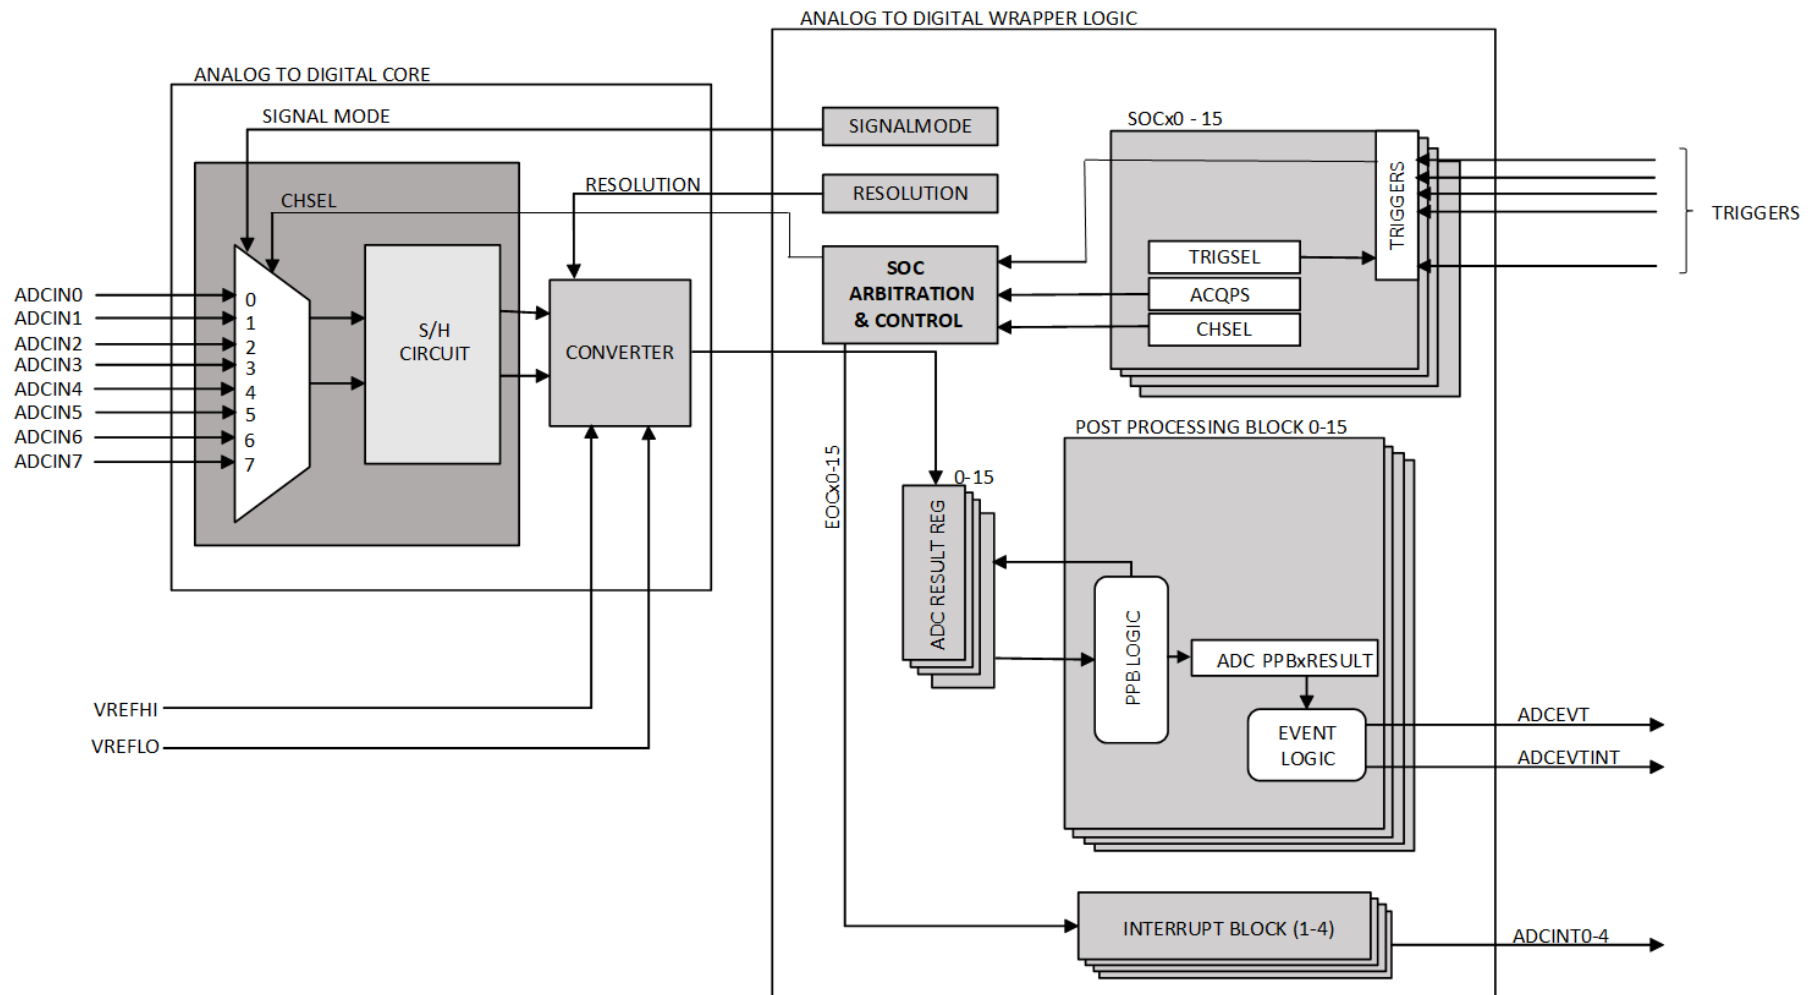 ANALOG TO DIGITAL WRAPPER LOGIC
ANALOG TO DIGITAL CORE
SIGNAL MODE
SIGNALMODE
SOCx0 - 15
RESOLUTION
RESOLUTION
CHSEL
TRIGGERS
TRIGGERS
SOC
ARBITRATION
& CONTROL
TRIGSEL
ACQPS
CHSEL
ADCIN0
ADCIN1
ADCIN2
ADCIN3
ADCIN4
ADCIN5
ADCIN6
ADCIN7
0
1
2
3
4
5
6
7
S/H
CIRCUIT
CONVERTER
POST PROCESSING BLOCK 0-15
EOCx0-15
0-15
ADC RESULT REG
PPB LOGIC
ADC PPBxRESULT
EVENT
LOGIC
VREFHI
VREFLO
ADCEVT
ADCEVTINT
INTERRUPT BLOCK (1-4)
ADCINT0-4